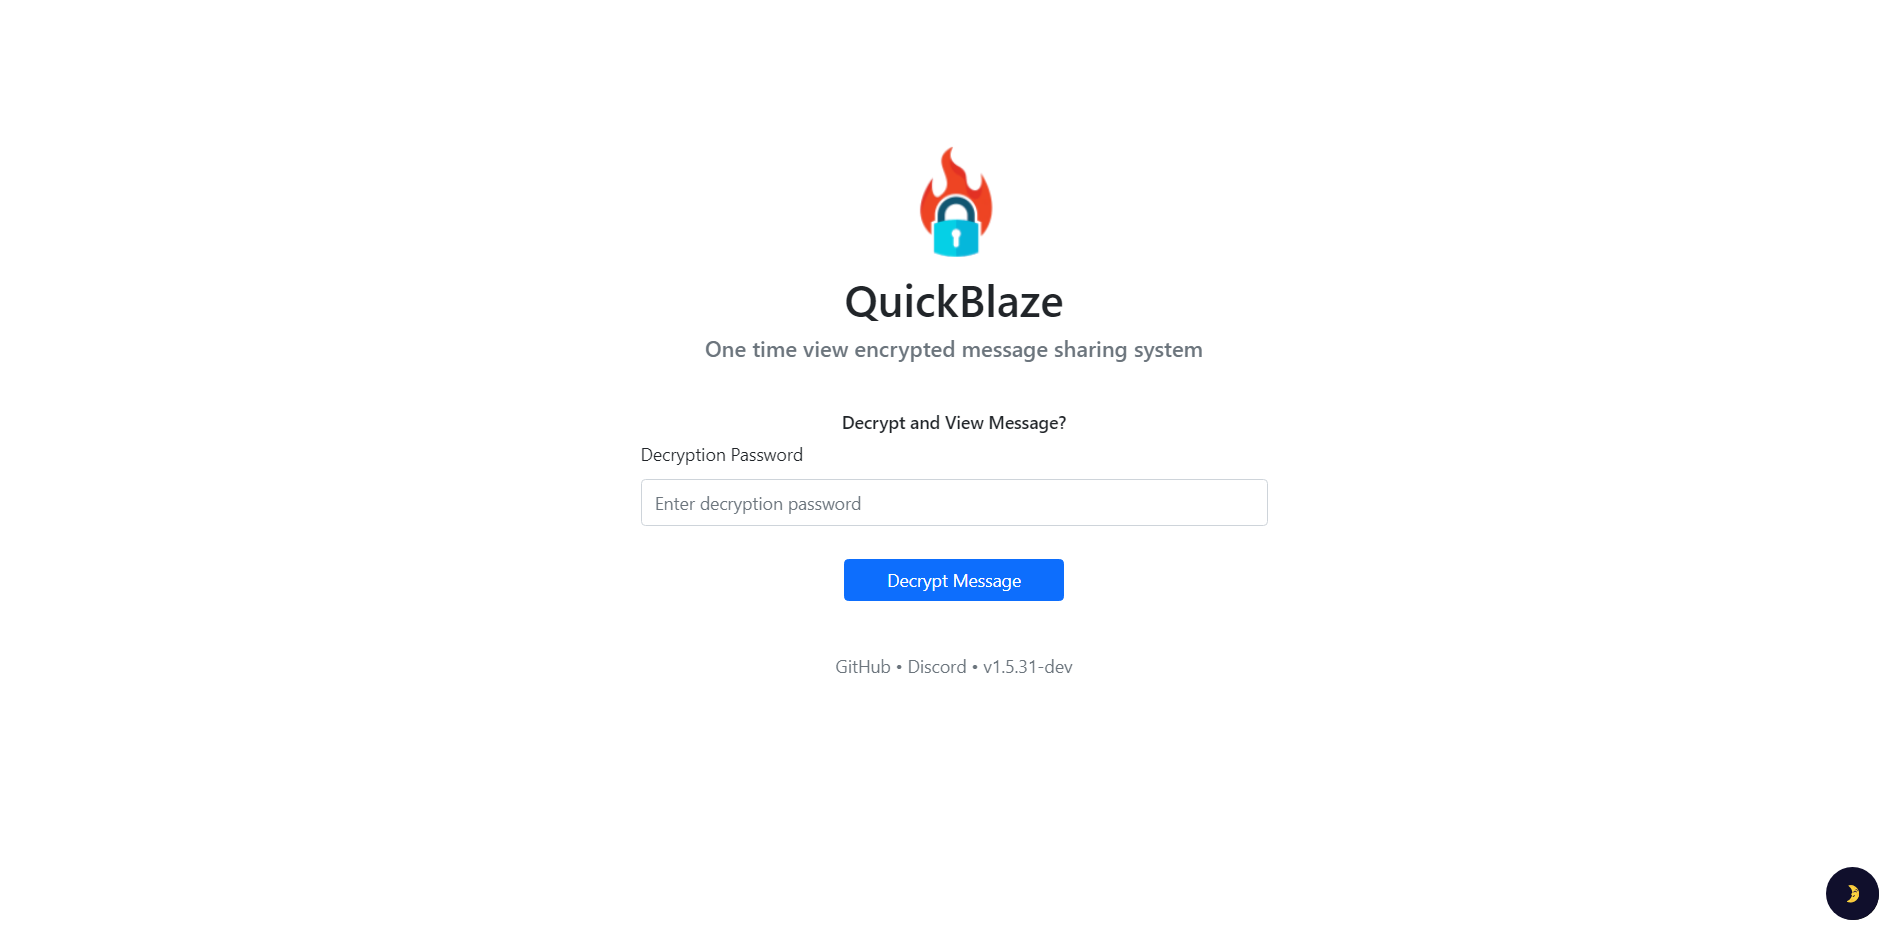 QuickBlaze
One time view encrypted message sharing system
Decrypt and View Message?
Decryption Password
Enter decryption password
Decrypt Message
GitHub • Discord • v1.5.31-dev